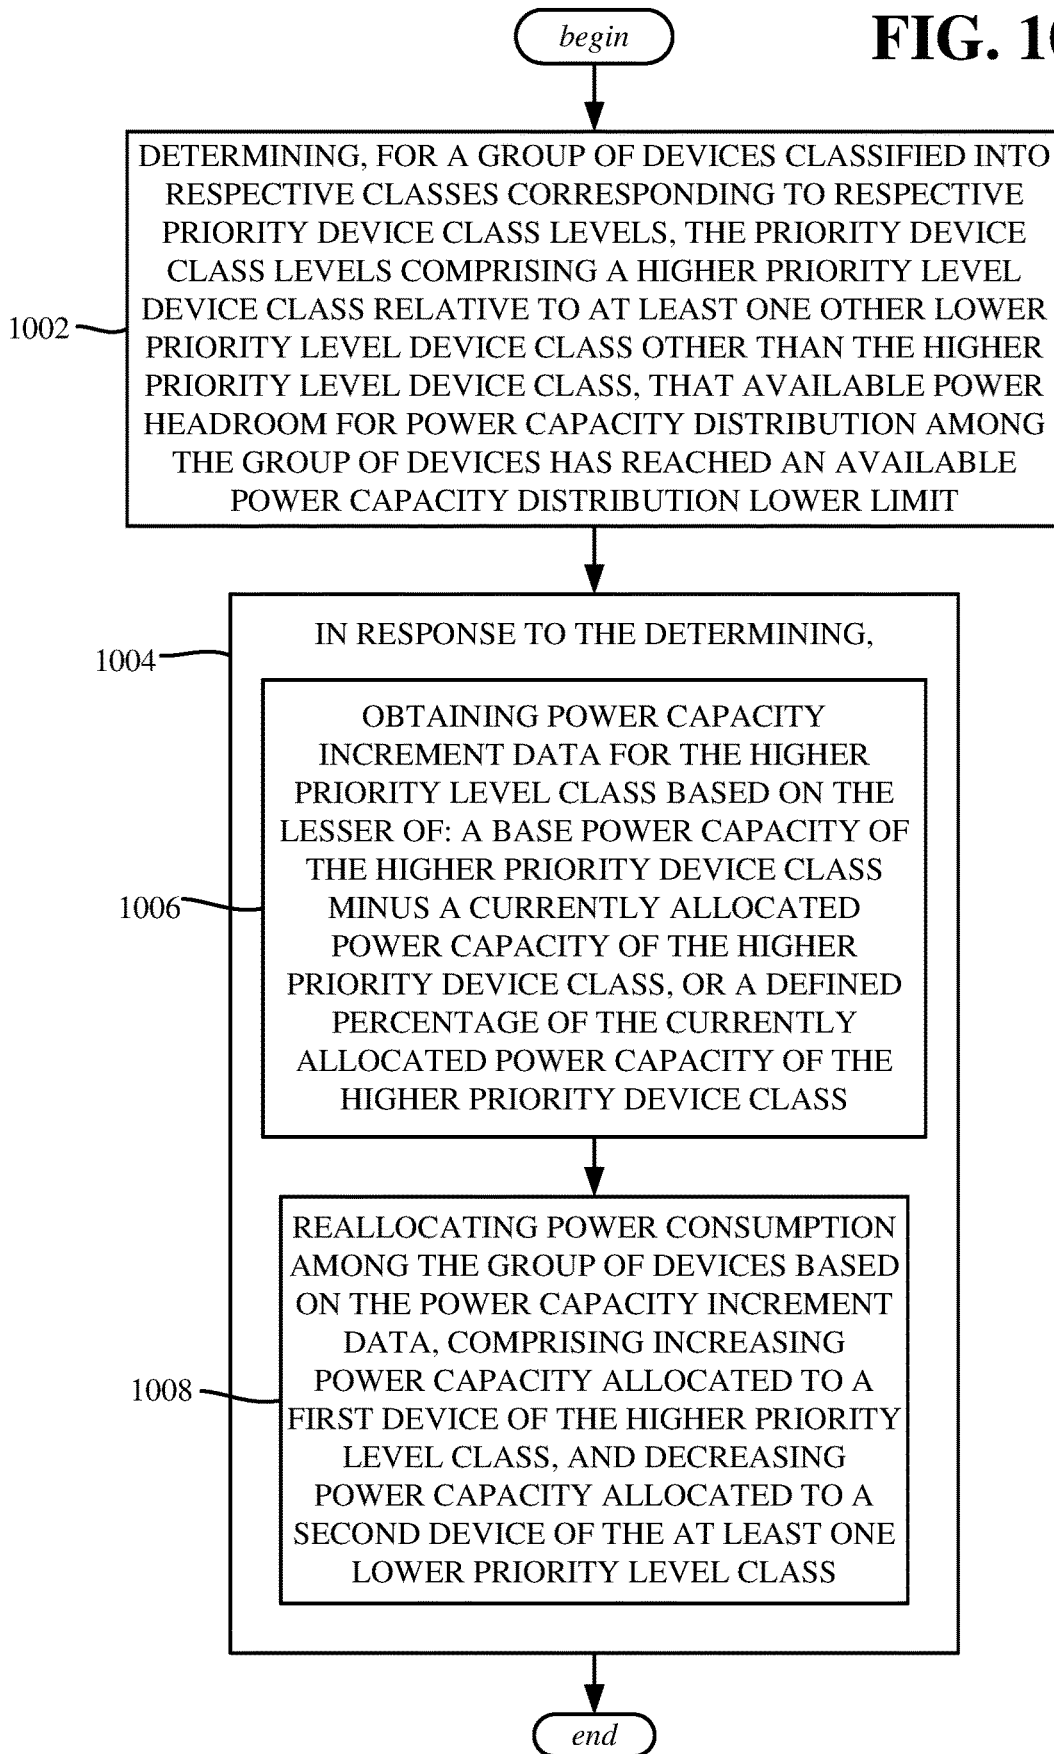 begin
FIG. 10
DETERMINING, FOR A GROUP OF DEVICES CLASSIFIED INTO
RESPECTIVE CLASSES CORRESPONDING TO RESPECTIVE
PRIORITY DEVICE CLASS LEVELS, THE PRIORITY DEVICE
CLASS LEVELS COMPRISING A HIGHER PRIORITY LEVEL
DEVICE CLASS RELATIVE TO AT LEAST ONE OTHER LOWER
PRIORITY LEVEL DEVICE CLASS OTHER THAN THE HIGHER
PRIORITY LEVEL DEVICE CLASS, THAT AVAILABLE POWER
HEADROOM FOR POWER CAPACITY DISTRIBUTION AMONG
THE GROUP OF DEVICES HAS REACHED AN AVAILABLE
POWER CAPACITY DISTRIBUTION LOWER LIMIT
1002
IN RESPONSE TO THE DETERMINING,
1004
OBTAINING POWER CAPACITY
INCREMENT DATA FOR THE HIGHER
PRIORITY LEVEL CLASS BASED ON THE
LESSER OF: A BASE POWER CAPACITY OF
THE HIGHER PRIORITY DEVICE CLASS
MINUS A CURRENTLY ALLOCATED
POWER CAPACITY OF THE HIGHER
PRIORITY DEVICE CLASS, OR A DEFINED
PERCENTAGE OF THE CURRENTLY
ALLOCATED POWER CAPACITY OF THE
HIGHER PRIORITY DEVICE CLASS
1006
REALLOCATING POWER CONSUMPTION
AMONG THE GROUP OF DEVICES BASED
ON THE POWER CAPACITY INCREMENT
DATA, COMPRISING INCREASING
POWER CAPACITY ALLOCATED TO A
FIRST DEVICE OF THE HIGHER PRIORITY
LEVEL CLASS, AND DECREASING
POWER CAPACITY ALLOCATED TO A
SECOND DEVICE OF THE AT LEAST ONE
LOWER PRIORITY LEVEL CLASS
1008
end